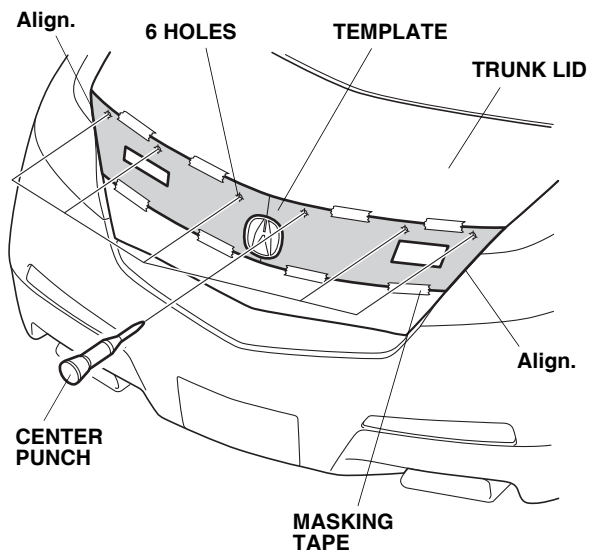 Align.
6 HOLES
TEMPLATE
TRUNK LID
Align.
CENTER
PUNCH
MASKING
TAPE